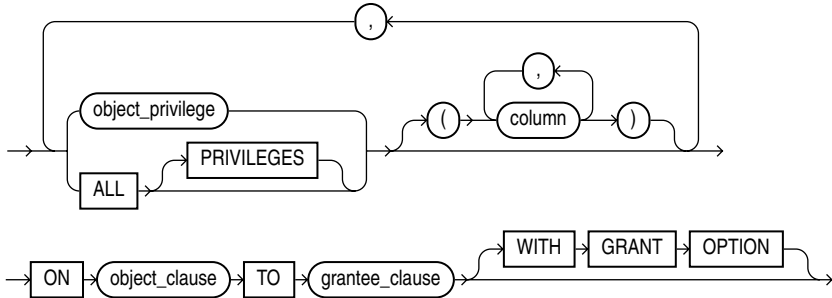 ,
,
object_privilege ( column )
PRIVILEGES
ALL
WITH GRANT OPTION
ON object_clause TO grantee_clause